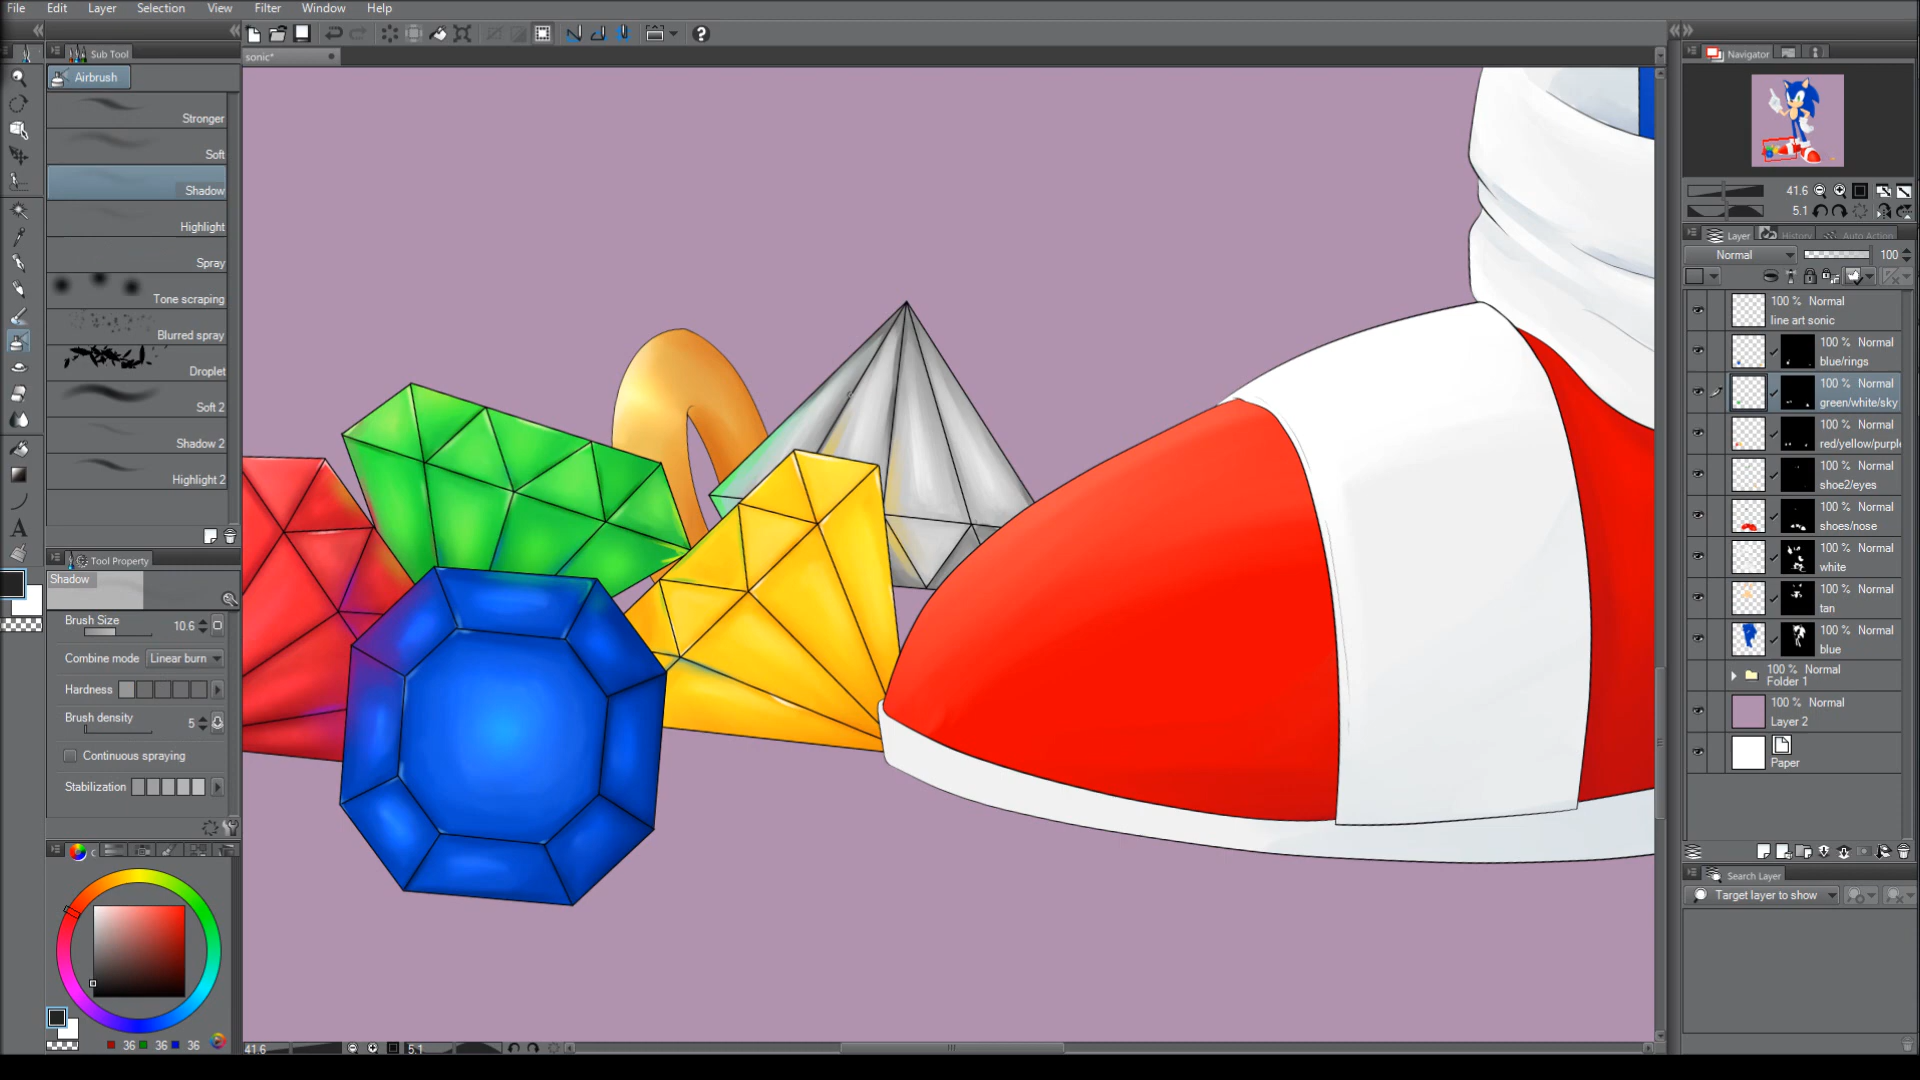 File Edit Layer Selection View Filter Window Help
Sub Tool
sonic*
Navigator
Airbrush
Stronger
Soft
Shadow
Highlight
Spray
Tone scraping
Blurred spray
Droplet
Soft 2
Shadow 2
Highlight 2
Tool Property
Shadow
Brush Size 10.6
Combine mode Linear burn
Hardness
Brush density 5
Continuous spraying
Stabilization
36 36 36
41.6 5.1
41.6
5.1
Layer History Auto Action
Normal 100
100 % Normal
line art sonic
100 % Normal
blue/rings
100 % Normal
green/white/sky
100 % Normal
red/yellow/purpl
100 % Normal
shoe2/eyes
100 % Normal
shoes/nose
100 % Normal
white
100 % Normal
tan
100 % Normal
blue
100 % Normal
Folder 1
100 % Normal
Layer 2
Paper
Search Layer
Target layer to show